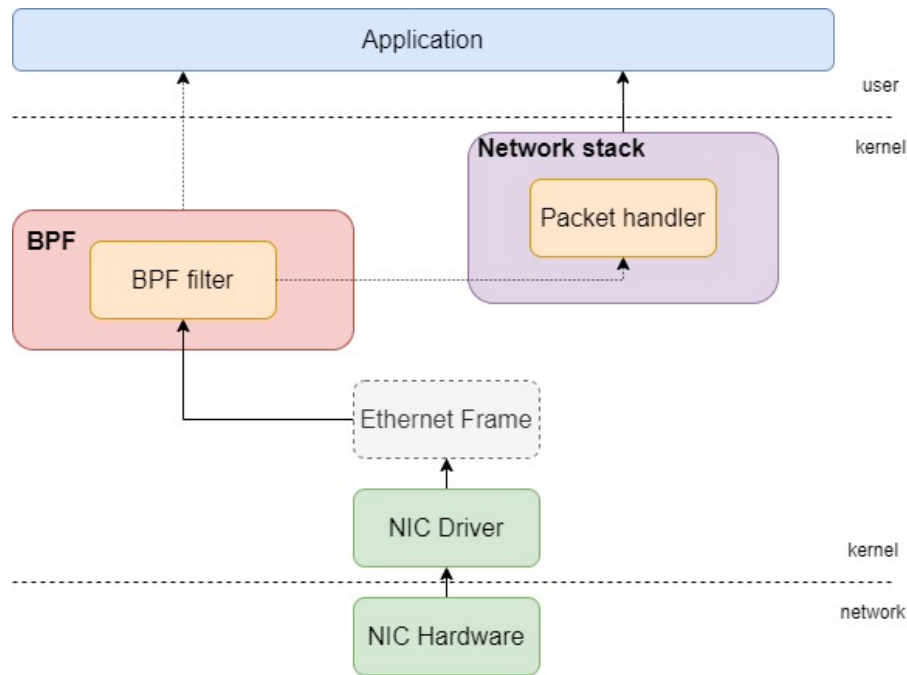 Application
user
kernel
Network stack
Packet handler
BPF
BPF filter
Ethernet Frame
NIC Driver
kernel
network
NIC Hardware